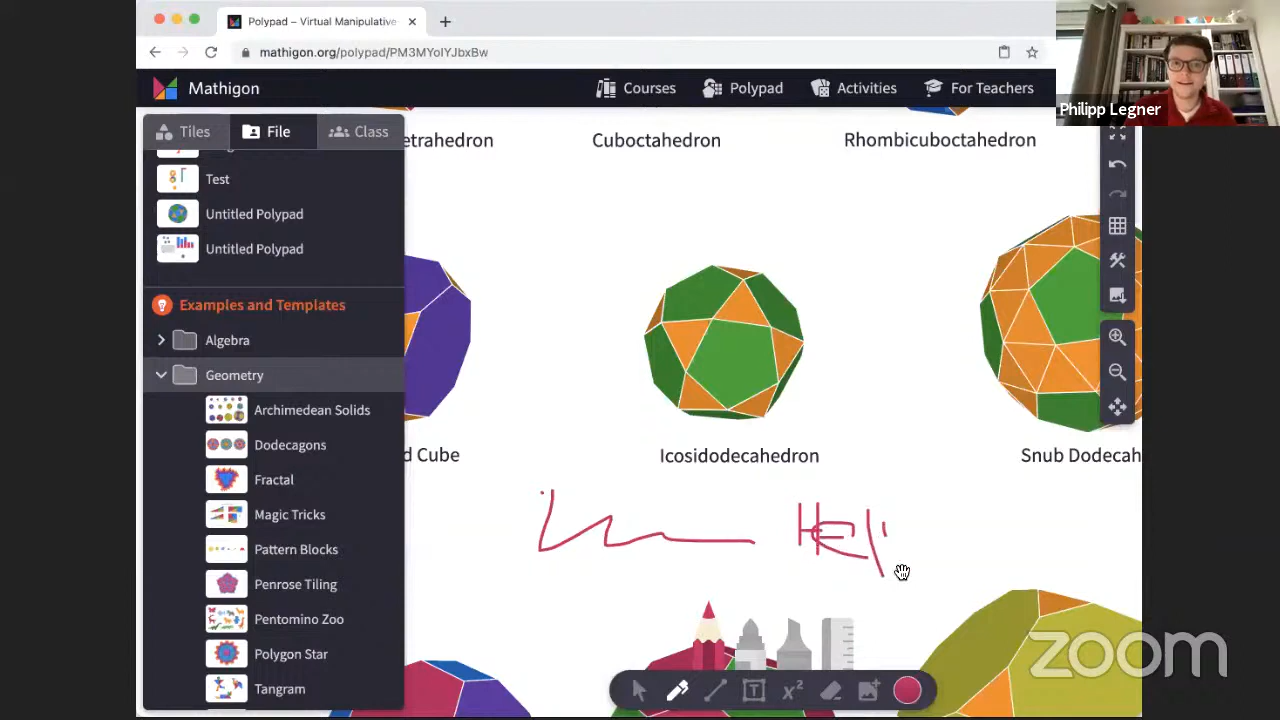 Polypad – Virtual Manipulative
mathigon.org/polypad/PM3MYoIYJbxBw
Mathigon
Courses
Polypad
Activities
For Teachers
Philipp Legner
Tiles
File
Class
etrahedron
Cuboctahedron
Rhombicuboctahedron
Test
Untitled Polypad
Untitled Polypad
Examples and Templates
Algebra
Geometry
Archimedean Solids
Dodecagons
Fractal
Magic Tricks
Pattern Blocks
Penrose Tiling
Pentomino Zoo
Polygon Star
Tangram
d Cube
Icosidodecahedron
Snub Dodecah
T
x²
zoom